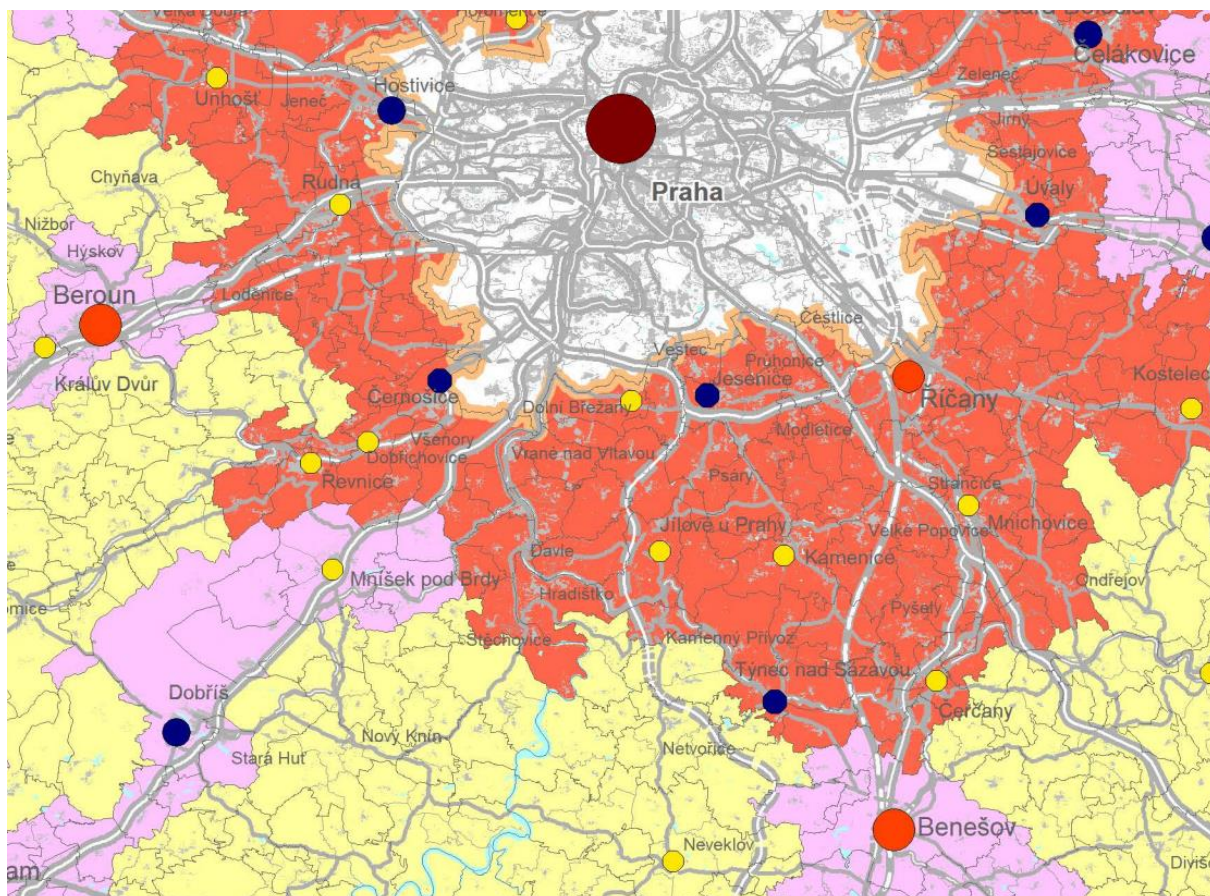 Hostivice
Čelákovice
Zeleneč
Unhošť
Jeneč
Jirny
Šestajovice
Chyňava
Rudná
Praha
Úvaly
Nižbor
Hýskov
Beroun
Loděnice
Čestlice
Vestec
Průhonice
Králův Dvůr
Jesenice
Kostelec
Černošice
Dolní Břežany
Říčany
Modletice
Všenory
Dobřichovice
Vrané nad Vltavou
Řevnice
Psáry
Strančice
Jílové u Prahy
Velké Popovice
Mnichovice
Davle
Kamenice
Mníšek pod Brdy
Ondřejov
Hradištko
omice
Pyšely
Štěchovice
Kamenný Přívoz
Týnec nad Sázavou
Dobříš
Čerčany
Nový Knín
Netvořice
Stará Huť
Benešov
Neveklov
Diviš
am